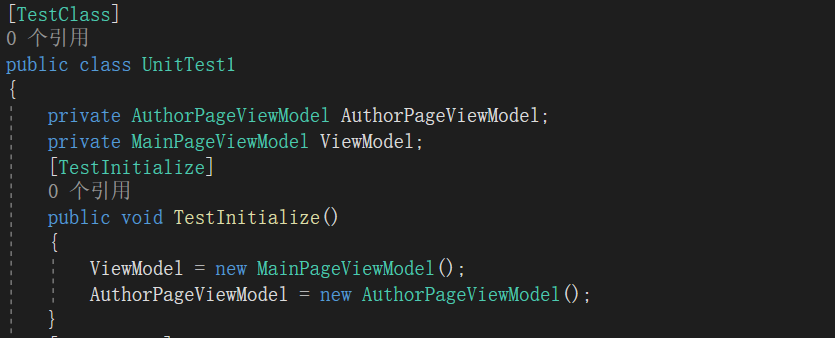 [TestClass]
0 个引用
public class UnitTest1
{
private AuthorPageViewModel AuthorPageViewModel;
private MainPageViewModel ViewModel;
[TestInitialize]
0 个引用
public void TestInitialize()
{
ViewModel = new MainPageViewModel();
AuthorPageViewModel = new AuthorPageViewModel();
}